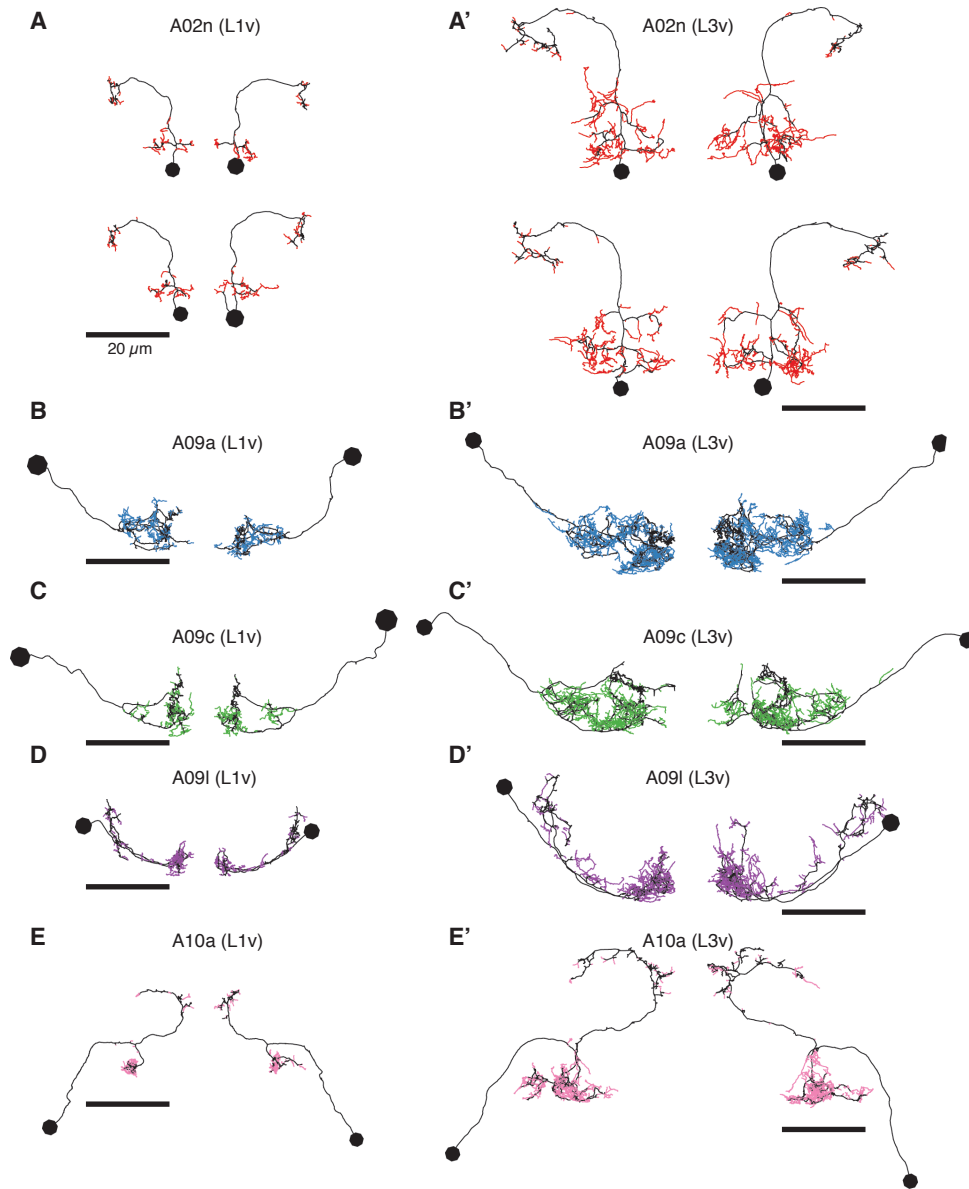 A
A02n (L1v)
A'
A02n (L3v)
20 µm
B
A09a (L1v)
B'
A09a (L3v)
C
A09c (L1v)
C'
A09c (L3v)
D
A09l (L1v)
D'
A09l (L3v)
E
A10a (L1v)
E'
A10a (L3v)